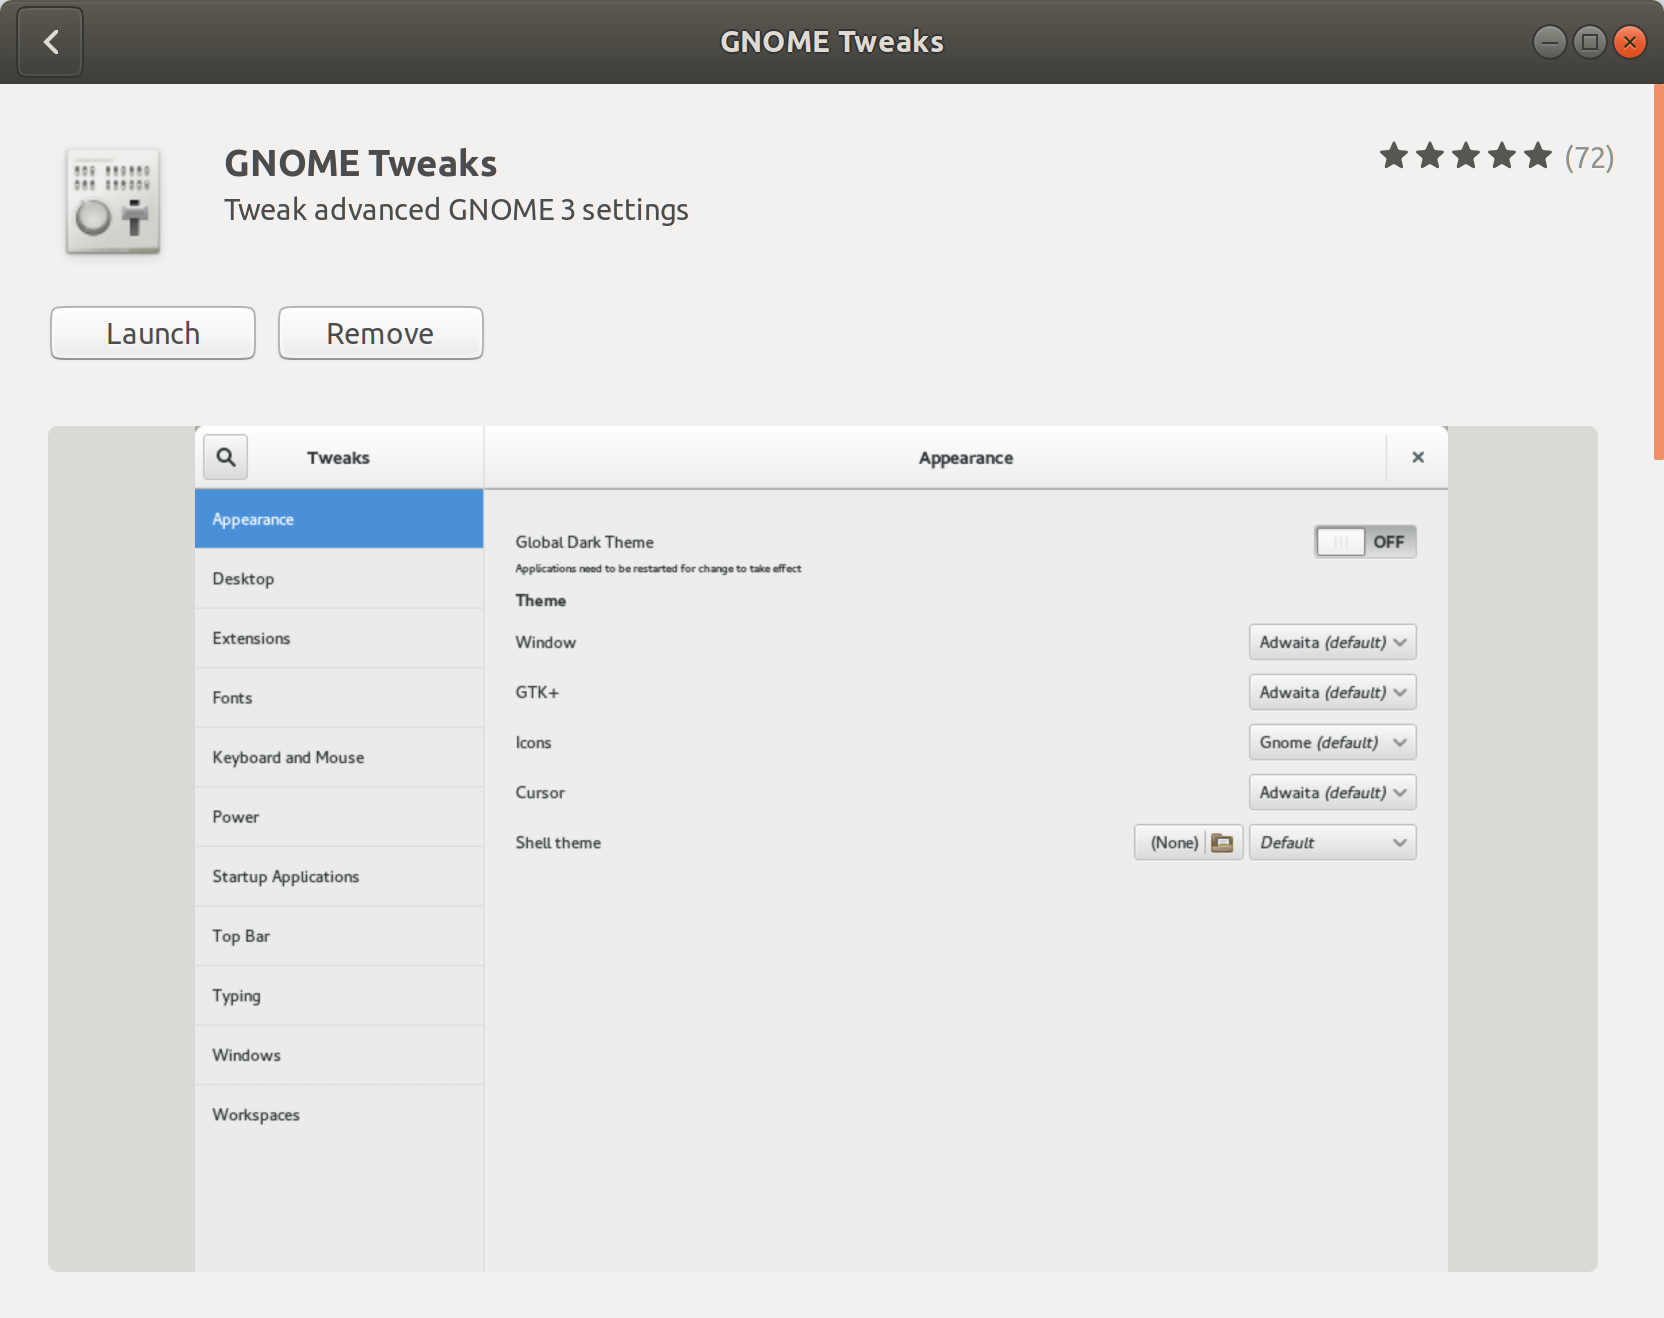 GNOME Tweaks
GNOME Tweaks
(72)
Tweak advanced GNOME 3 settings
Launch
Remove
Tweaks
Appearance
Appearance
Desktop
Extensions
Fonts
Keyboard and Mouse
Power
Startup Applications
Top Bar
Typing
Windows
Workspaces
Global Dark Theme
OFF
Applications need to be restarted for change to take effect
Theme
Window
Adwaita (default)
GTK+
Adwaita (default)
Icons
Gnome (default)
Cursor
Adwaita (default)
Shell theme
(None)
Default